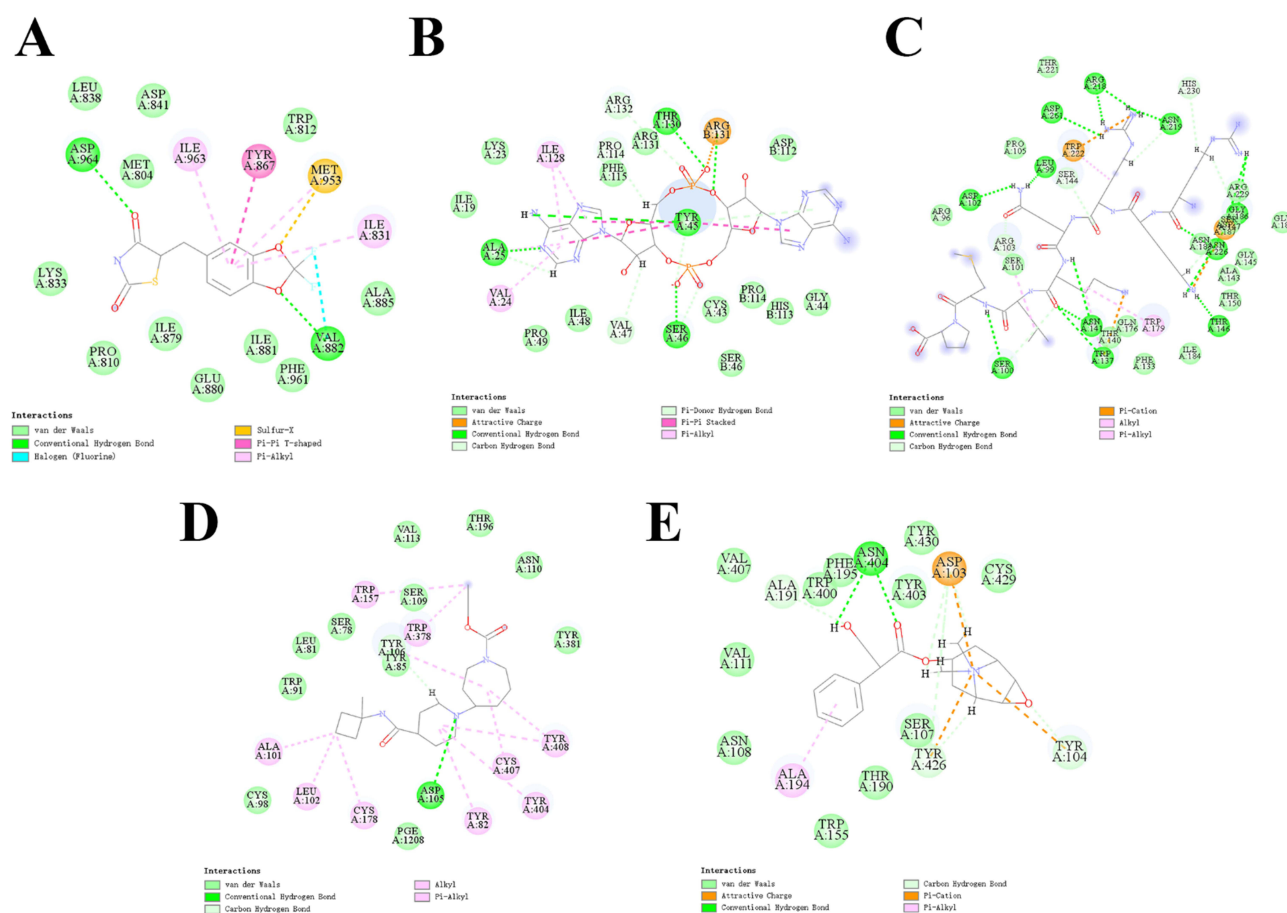 A
LEU
A:838
ASP
A:841
TRP
A:812
ASP
A:964
MET
A:804
ILE
A:963
TYR
A:867
MET
A:953
ILE
A:831
LYS
A:833
ALA
A:885
ILE
A:879
ILE
A:881
VAL
A:882
PRO
A:810
GLU
A:880
PHE
A:961
O
N
O
S
O
O
Interactions
van der Waals
Conventional Hydrogen Bond
Halogen (Fluorine)
Sulfur-X
Pi-Pi T-shaped
Pi-Alkyl
B
ARG
A:132
THR
A:130
ARG
B:131
LYS
A:23
ILE
A:128
PRO
A:114
ARG
A:131
ASP
B:112
PHE
A:115
ILE
A:19
TYR
A:45
ALA
A:25
VAL
A:24
ILE
A:48
CYS
A:43
PRO
B:114
HIS
B:113
GLY
A:44
PRO
A:49
VAL
A:47
SER
A:46
SER
B:46
Interactions
van der Waals
Attractive Charge
Conventional Hydrogen Bond
Carbon Hydrogen Bond
Pi-Donor Hydrogen Bond
Pi-Pi Stacked
Pi-Alkyl
C
THR
A:221
ARG
A:218
HIS
A:230
ASP
A:261
ASN
A:219
PRO
A:105
TRP
A:222
LEU
A:99
SER
A:144
ASP
A:102
ARG
A:229
ARG
A:96
GLY
A:186
ARG
A:103
ASN
A:226
SER
A:101
GLY
A:145
ALA
A:143
THR
A:150
ASN
A:141
GLN
A:176
TRP
A:179
THR
A:146
THR
A:140
TRP
A:137
ILE
A:184
SER
A:100
PHE
A:133
Interactions
van der Waals
Attractive Charge
Conventional Hydrogen Bond
Carbon Hydrogen Bond
Pi-Cation
Alkyl
Pi-Alkyl
D
VAL
A:113
THR
A:196
ASN
A:110
TRP
A:157
SER
A:109
SER
A:78
TRP
A:378
LEU
A:81
TYR
A:106
TYR
A:85
TYR
A:381
TRP
A:91
ALA
A:101
TYR
A:408
CYS
A:407
CYS
A:98
LEU
A:102
ASP
A:105
TYR
A:404
CYS
A:178
TYR
A:82
PGE
A:1208
Interactions
van der Waals
Conventional Hydrogen Bond
Carbon Hydrogen Bond
Alkyl
Pi-Alkyl
E
TYR
A:430
ASN
A:404
ASP
A:103
VAL
A:407
PHE
A:195
CYS
A:429
ALA
A:191
TRP
A:400
TYR
A:403
VAL
A:111
SER
A:107
ASN
A:108
TYR
A:426
TYR
A:104
ALA
A:194
THR
A:190
TRP
A:155
Interactions
van der Waals
Attractive Charge
Conventional Hydrogen Bond
Carbon Hydrogen Bond
Pi-Cation
Pi-Alkyl